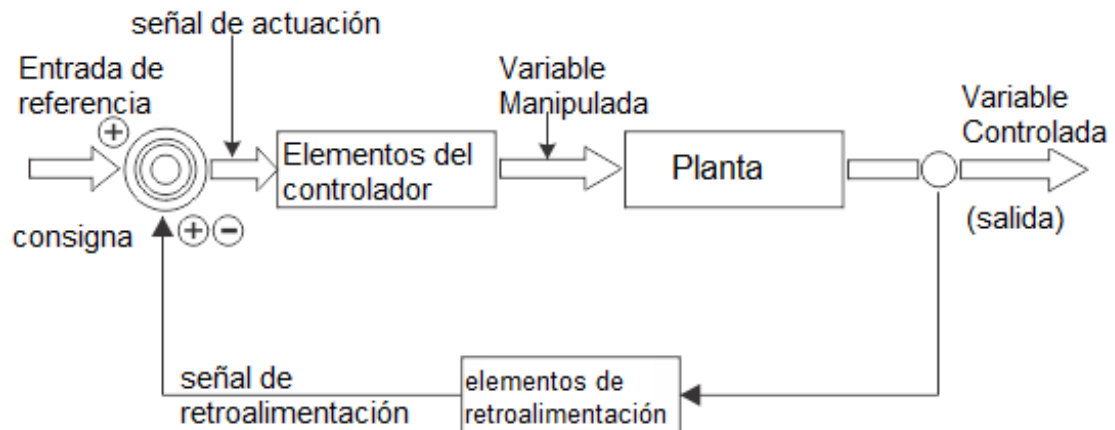 señal de actuación
Entrada de
referencia
+
consigna
+ −
Elementos del
controlador
Variable
Manipulada
Planta
Variable
Controlada
(salida)
señal de
retroalimentación
elementos de
retroalimentación